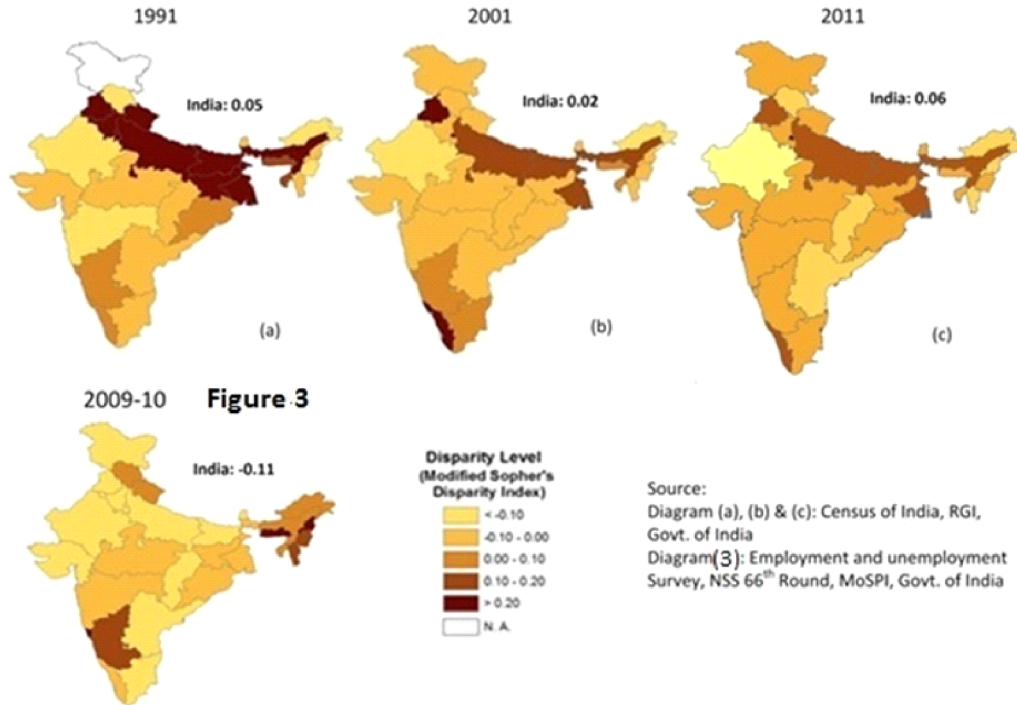 1991
2001
2011
India: 0.05
India: 0.02
India: 0.06
(a)
(b)
(c)
2009-10
Figure 3
India: -0.11
Disparity Level
(Modified Sopher's
Disparity Index)
< -0.10
-0.10 - 0.00
0.00 - 0.10
0.10 - 0.20
> 0.20
N. A.
Source:
Diagram (a), (b) & (c): Census of India, RGI,
Govt. of India
Diagram(3): Employment and unemployment
Survey, NSS 66th Round, MoSPI, Govt. of India